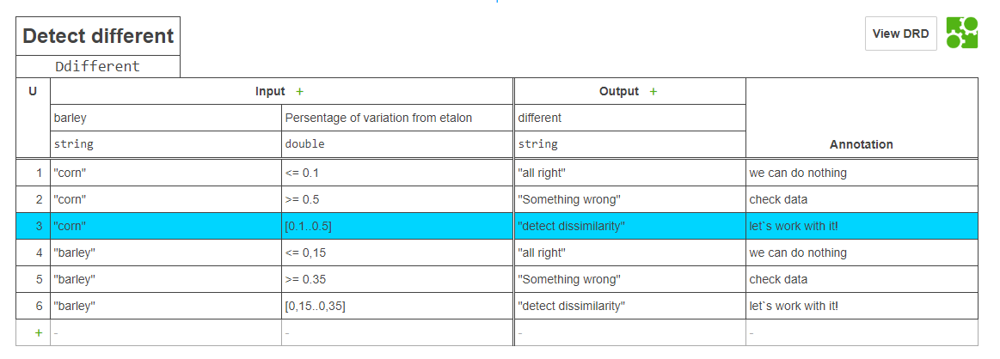 Detect different
View DRD
Ddifferent
U Input + Output +
barley Persentage of variation from etalon different
string double string Annotation
1 "corn" <= 0.1 "all right" we can do nothing
2 "corn" >= 0.5 "Something wrong" check data
3 "corn" [0.1..0.5] "detect dissimilarity" let`s work with it!
4 "barley" <= 0,15 "all right" we can do nothing
5 "barley" >= 0.35 "Something wrong" check data
6 "barley" [0,15..0,35] "detect dissimilarity" let`s work with it!
+ - - - -